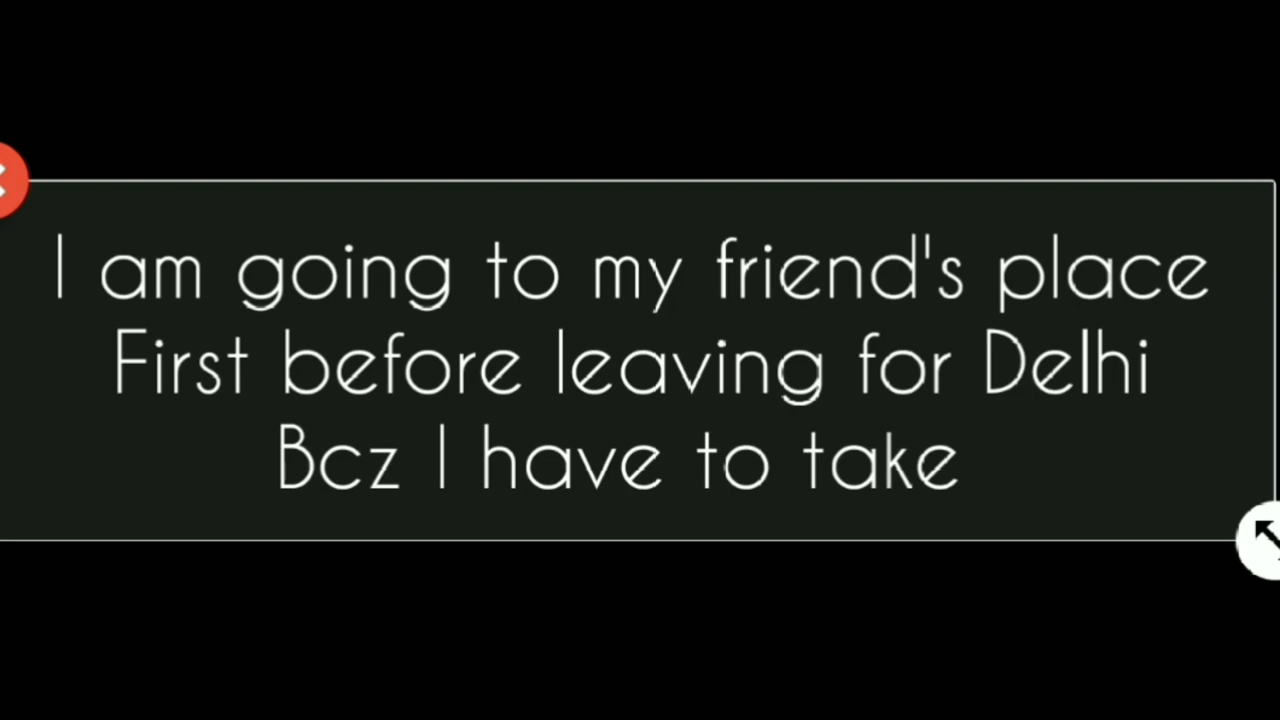 I am going to my friend's place
First before leaving for Delhi
Bcz I have to take